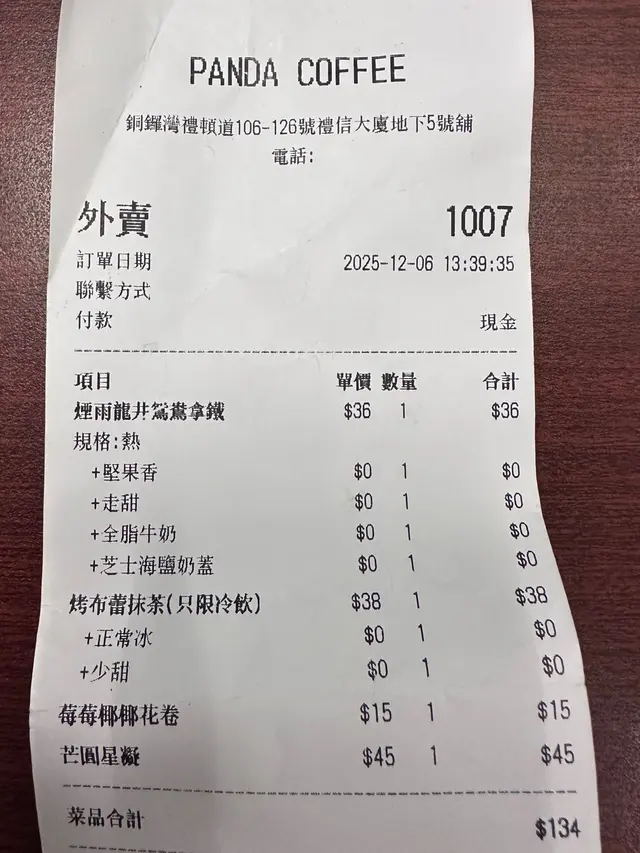 PANDA COFFEE
銅鑼灣禮頓道106-126號禮信大廈地下5號舖
電話:
外賣 1007
訂單日期 2025-12-06 13:39:35
聯繫方式
付款 現金
項目 單價 數量 合計
煙雨龍井鴛鴦拿鐵 $36 1 $36
規格:熱
+堅果香 $0 1 $0
+走甜 $0 1 $0
+全脂牛奶 $0 1 $0
+芝士海鹽奶蓋 $0 1 $0
烤布蕾抹茶(只限冷飲) $38 1 $38
+正常冰 $0 1 $0
+少甜 $0 1 $0
莓莓椰椰花卷 $15 1 $15
芒圓星凝 $45 1 $45
菜品合計 $134